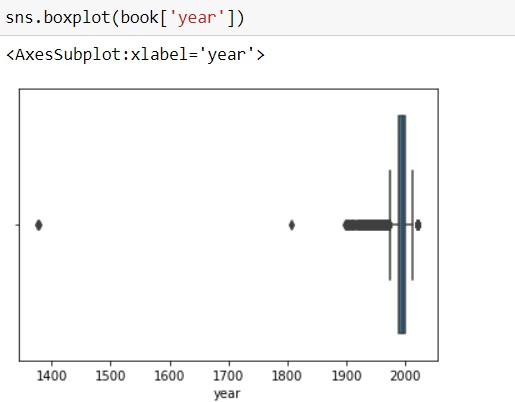 sns.boxplot(book['year'])
<AxesSubplot:xlabel='year'>
1400 1500 1600 1700 1800 1900 2000
year